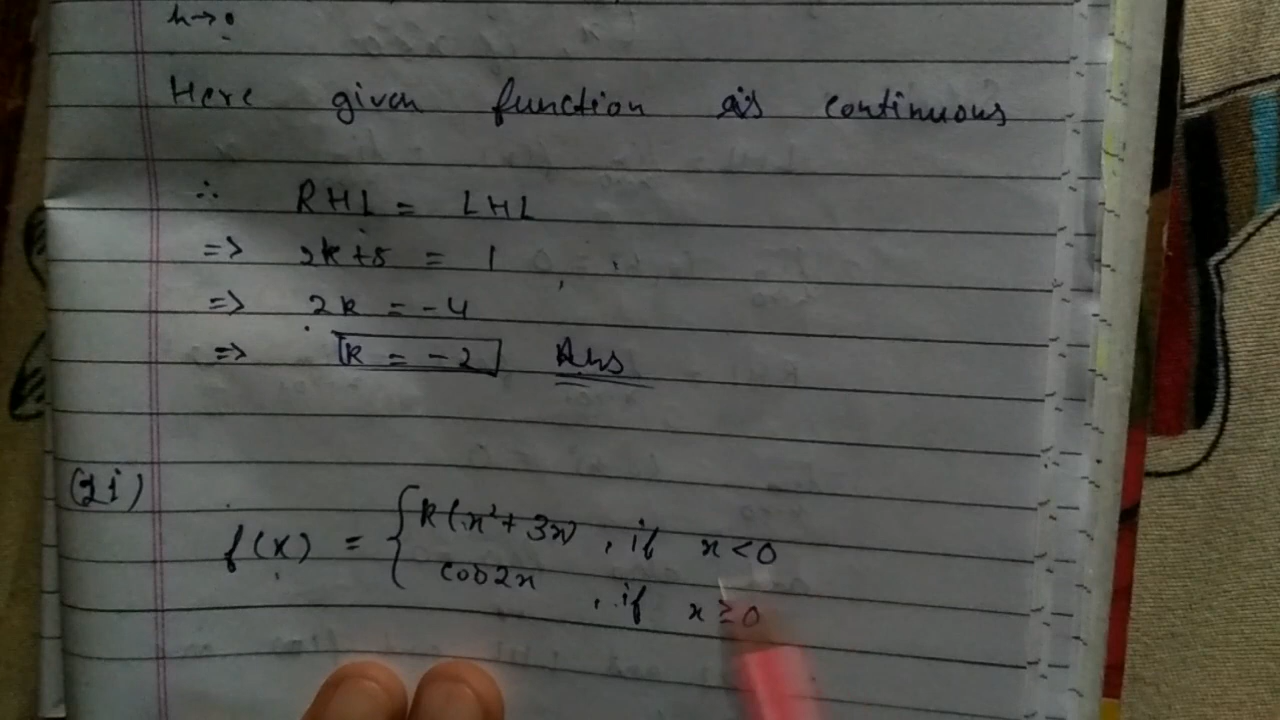 h→0
Here given function is continuous
∴ RHL = LHL
=> 2k+5 = 1
=> 2k = -4
=> k = -2 Ans
(ii)
f(x) = { k(x²+3x), if x<0
cos2x, if x≥0